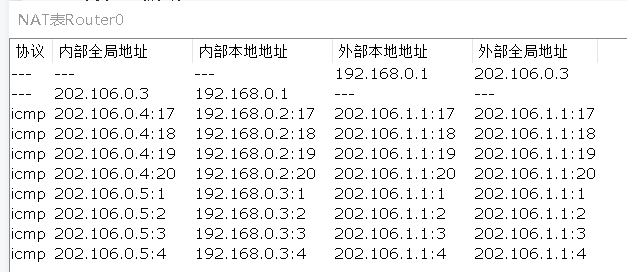 NAT表Router0
协议 内部全局地址 内部本地地址 外部本地地址 外部全局地址
--- --- --- 192.168.0.1 202.106.0.3
--- 202.106.0.3 192.168.0.1 --- ---
icmp 202.106.0.4:17 192.168.0.2:17 202.106.1.1:17 202.106.1.1:17
icmp 202.106.0.4:18 192.168.0.2:18 202.106.1.1:18 202.106.1.1:18
icmp 202.106.0.4:19 192.168.0.2:19 202.106.1.1:19 202.106.1.1:19
icmp 202.106.0.4:20 192.168.0.2:20 202.106.1.1:20 202.106.1.1:20
icmp 202.106.0.5:1 192.168.0.3:1 202.106.1.1:1 202.106.1.1:1
icmp 202.106.0.5:2 192.168.0.3:2 202.106.1.1:2 202.106.1.1:2
icmp 202.106.0.5:3 192.168.0.3:3 202.106.1.1:3 202.106.1.1:3
icmp 202.106.0.5:4 192.168.0.3:4 202.106.1.1:4 202.106.1.1:4